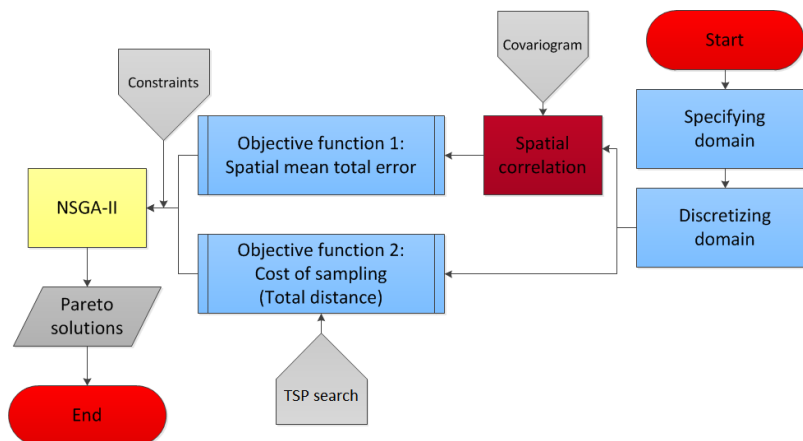 Start
Covariogram
Constraints
Specifying
domain
Objective function 1:
Spatial mean total error
Spatial
correlation
NSGA-II
Discretizing
domain
Objective function 2:
Cost of sampling
(Total distance)
Pareto
solutions
TSP search
End